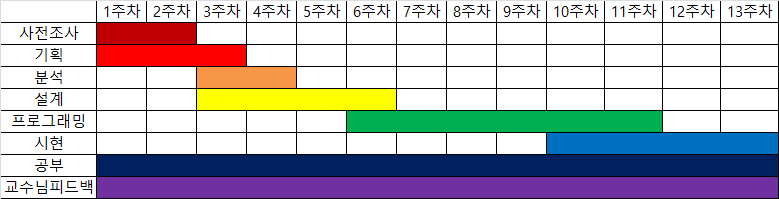 1주차 2주차 3주차 4주차 5주차 6주차 7주차 8주차 9주차 10주차 11주차 12주차 13주차
사전조사
기획
분석
설계
프로그래밍
시현
공부
교수님피드백